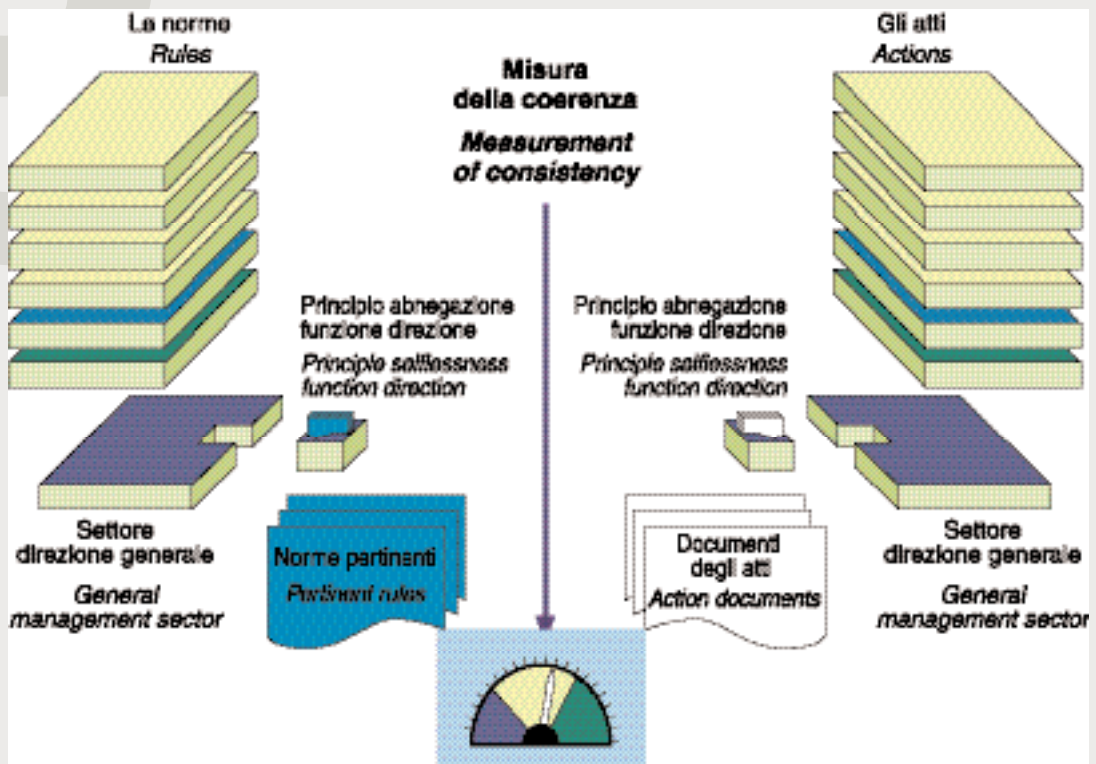 Le norme
Rules
Gli atti
Actions
Misura
della coerenza
Measurement
of consistency
Principio abnegazione
funzione direzione
Principle selflessness
function direction
Principio abnegazione
funzione direzione
Principle selflessness
function direction
Settore
direzione generale
General
management sector
Norme pertinenti
Pertinent rules
Documenti
degli atti
Action documents
Settore
direzione generale
General
management sector